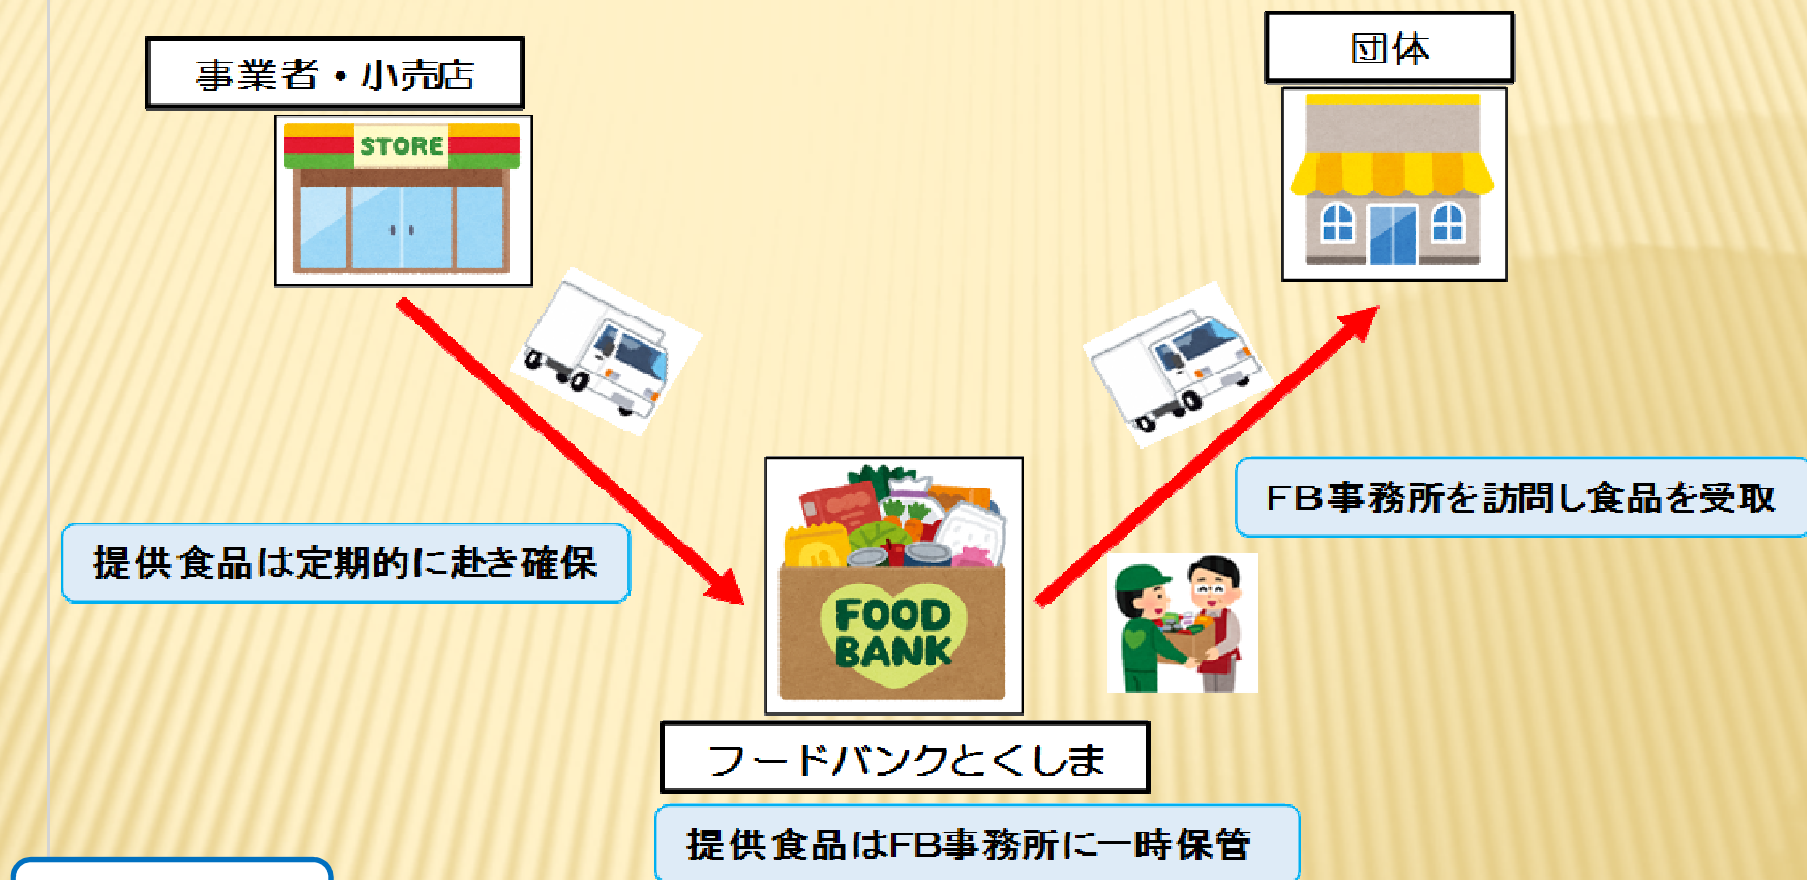 事業者・小売店
STORE
団体
FB事務所を訪問し食品を受取
提供食品は定期的に赴き確保
FOOD
BANK
フードバンクとくしま
提供食品はFB事務所に一時保管